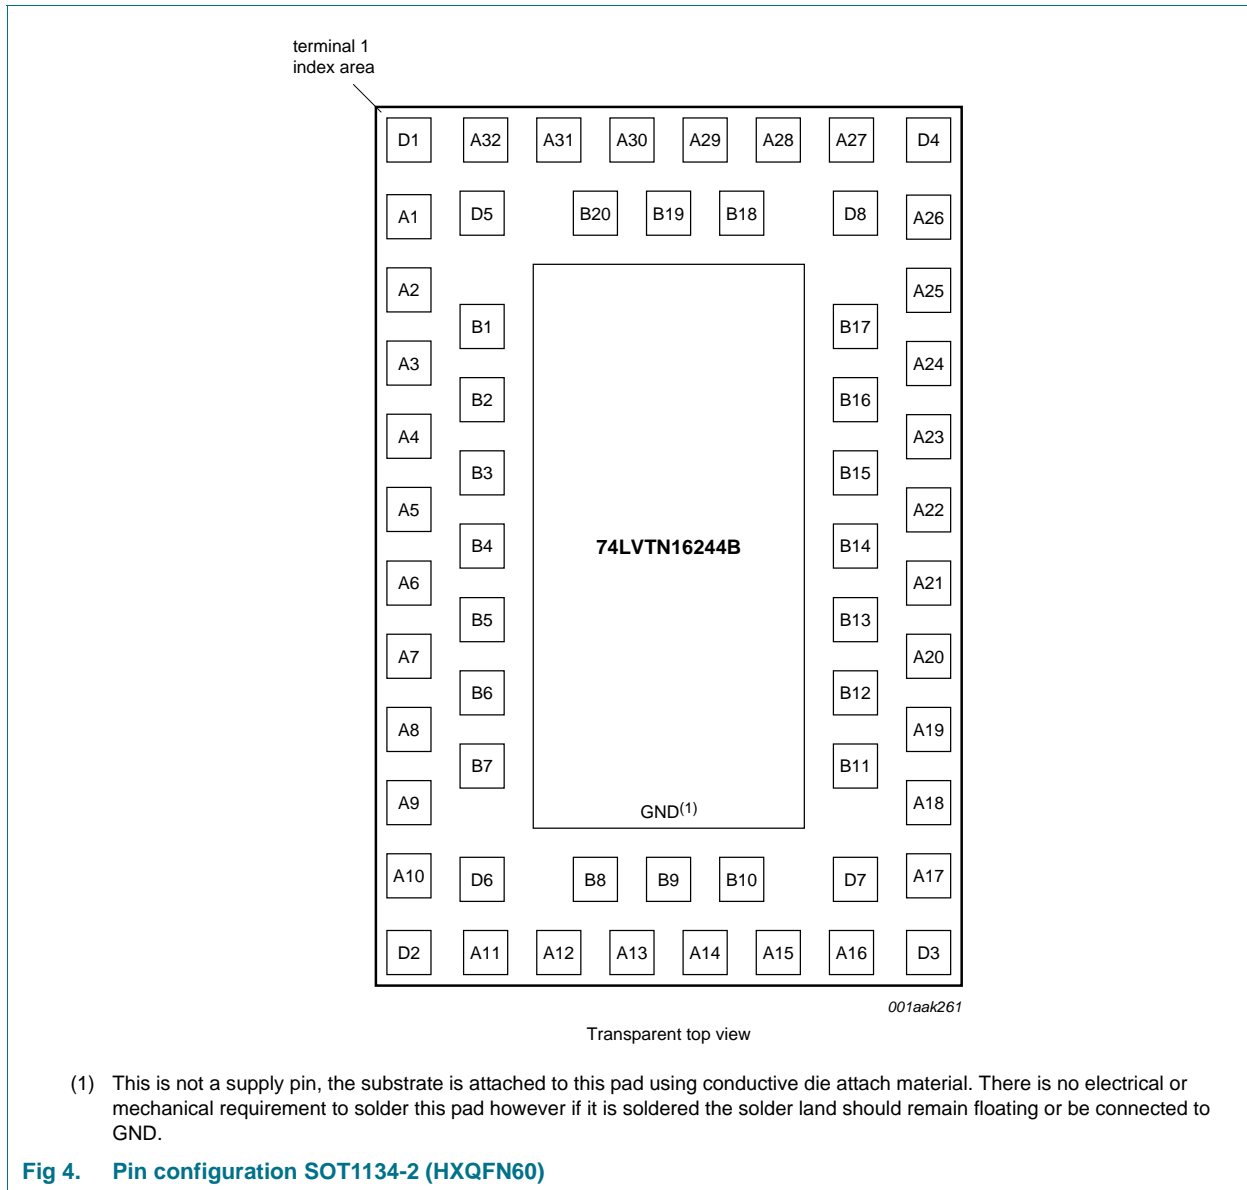 terminal 1
index area
D1 A32 A31 A30 A29 A28 A27 D4
A1 D5 B20 B19 B18 D8 A26
A2 A25
B1 B17
A3 A24
B2 B16
A4 A23
B3 B15
A5 A22
B4 74LVTN16244B B14
A6 A21
B5 B13
A7 A20
B6 B12
A8 A19
B7 B11
A9 A18
GND(1)
A10 D6 B8 B9 B10 D7 A17
D2 A11 A12 A13 A14 A15 A16 D3
001aak261
Transparent top view
(1) This is not a supply pin, the substrate is attached to this pad using conductive die attach material. There is no electrical or
mechanical requirement to solder this pad however if it is soldered the solder land should remain floating or be connected to
GND.
Fig 4. Pin configuration SOT1134-2 (HXQFN60)